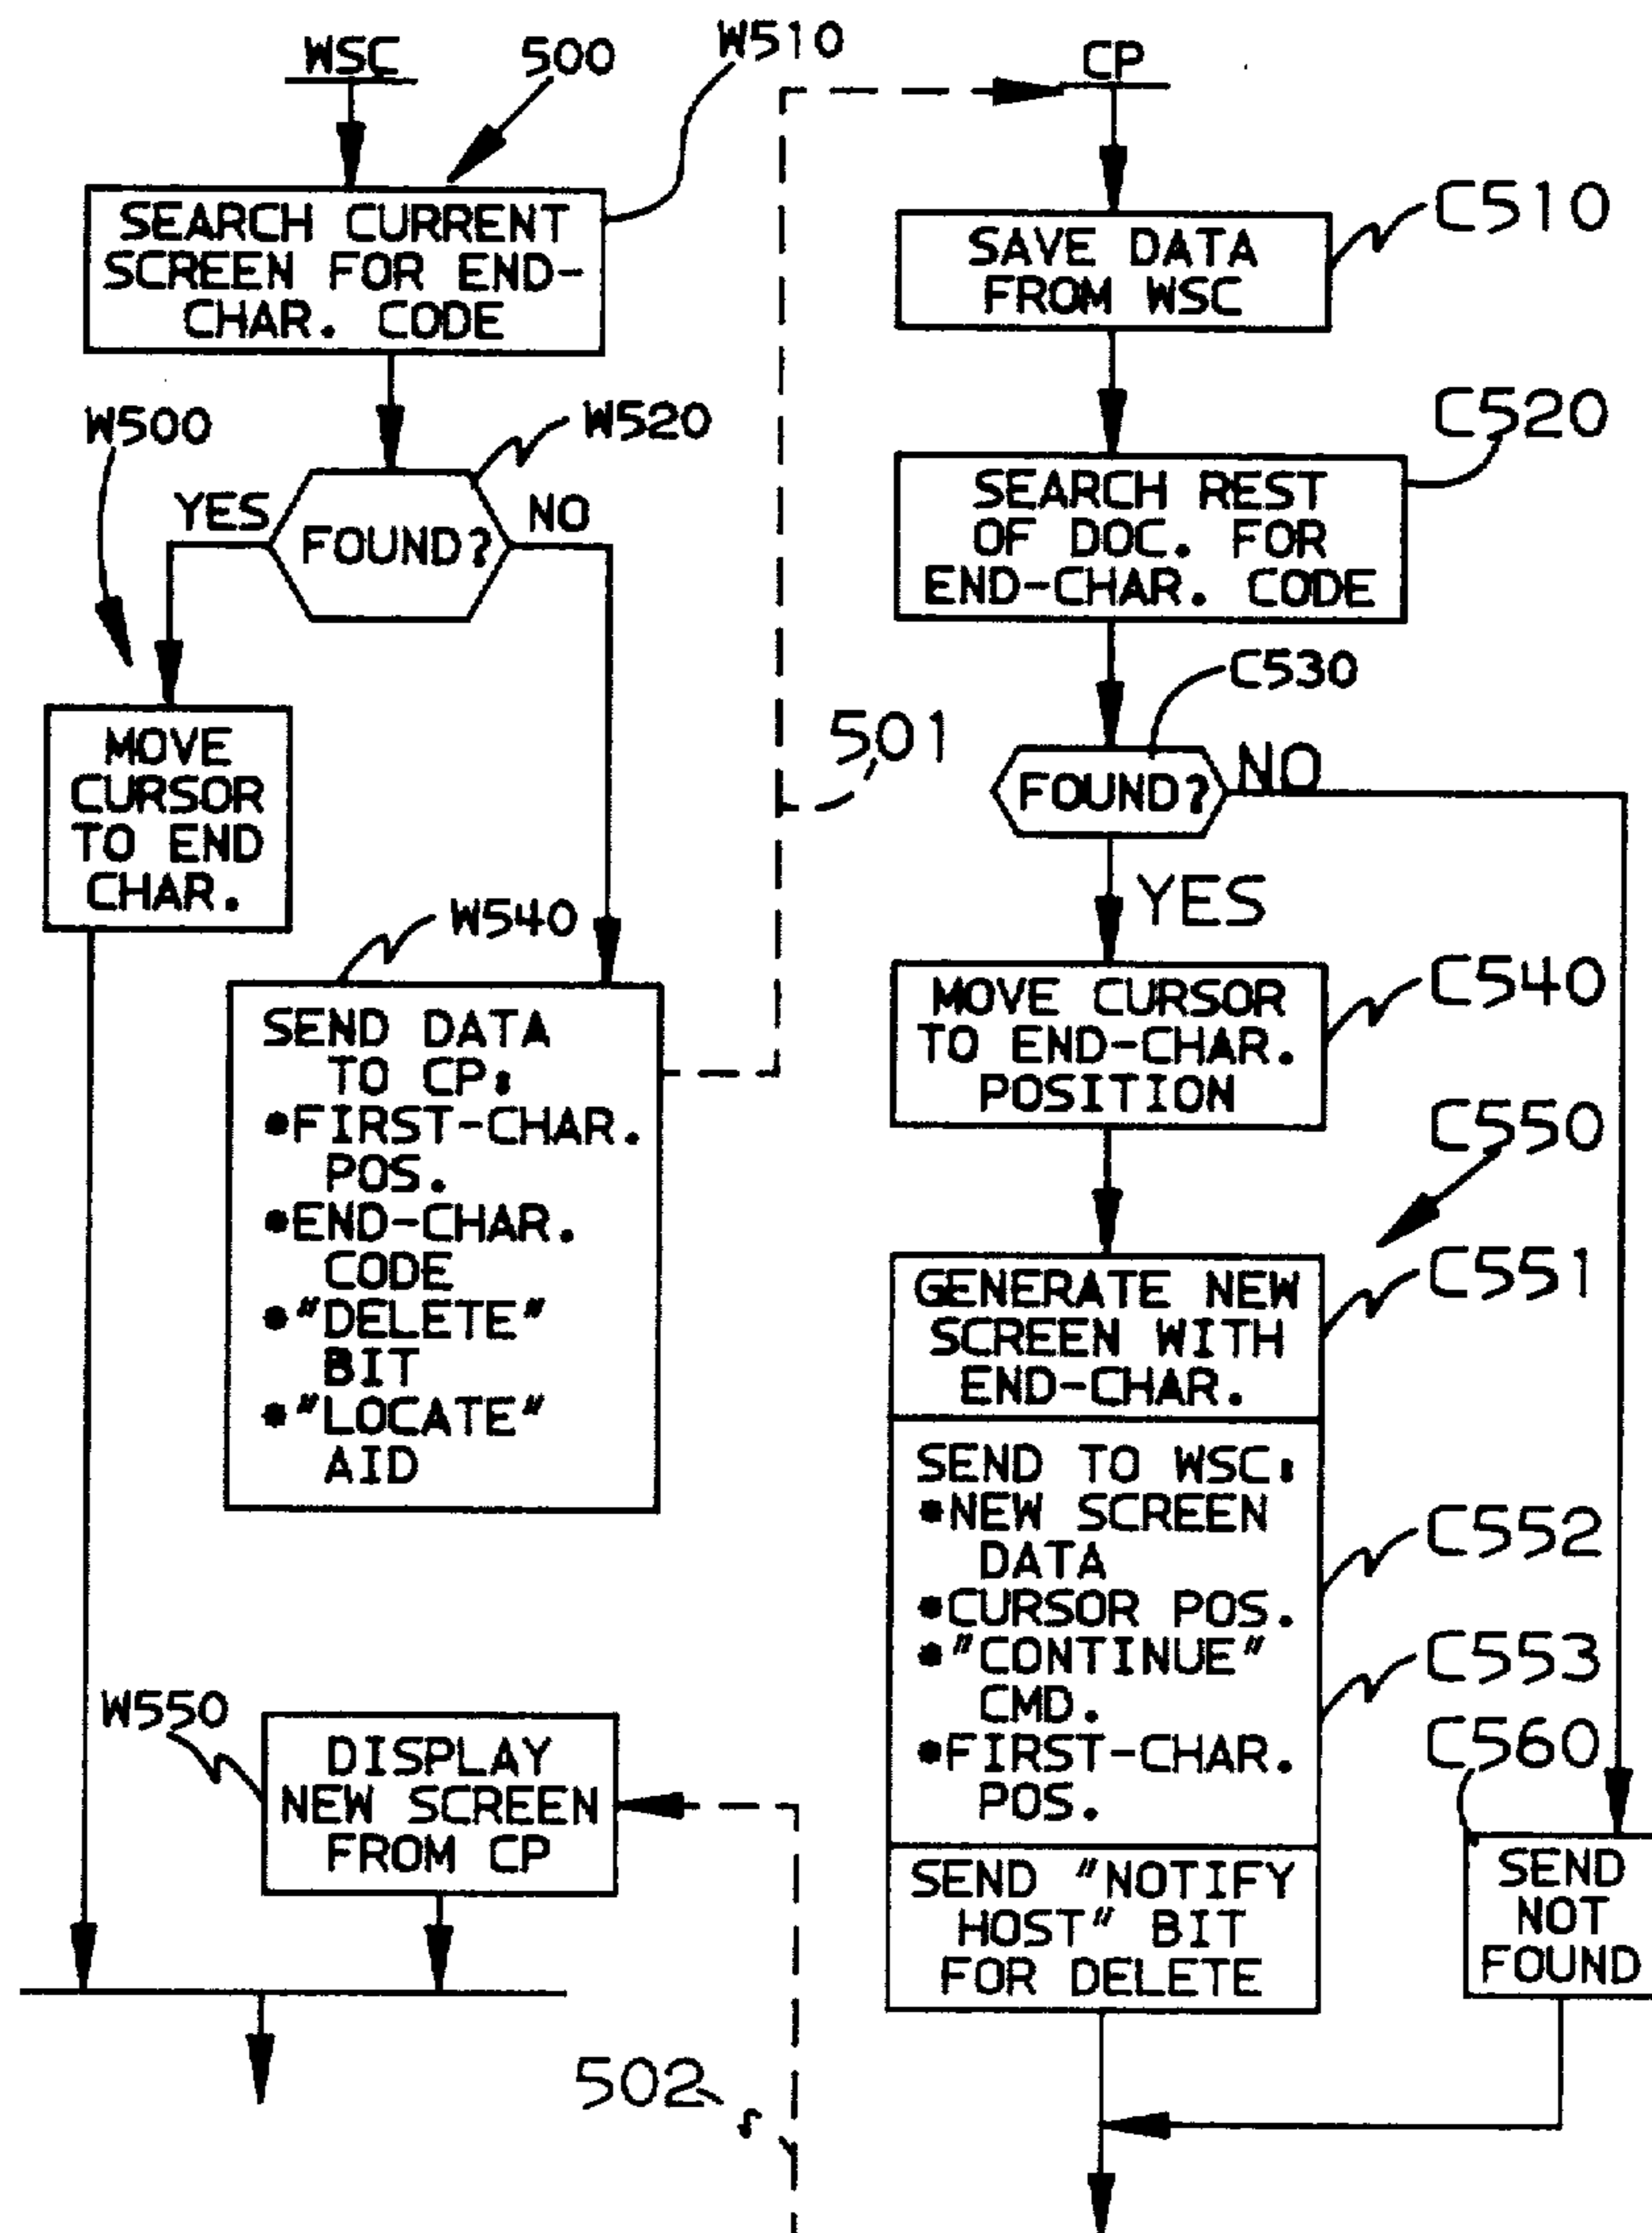 WSC
500
W510
SEARCH CURRENT
SCREEN FOR END-
CHAR. CODE
W500
W520
YES
FOUND?
NO
MOVE
CURSOR
TO END
CHAR.
W540
SEND DATA
TO CP:
•FIRST-CHAR.
POS.
•END-CHAR.
CODE
•"DELETE"
BIT
•"LOCATE"
AID
W550
DISPLAY
NEW SCREEN
FROM CP
501
502
CP
SAVE DATA
FROM WSC
C510
SEARCH REST
OF DOC. FOR
END-CHAR. CODE
C520
C530
FOUND?
NO
YES
MOVE CURSOR
TO END-CHAR.
POSITION
C540
C550
GENERATE NEW
SCREEN WITH
END-CHAR.
C551
SEND TO WSC:
•NEW SCREEN
DATA
•CURSOR POS.
•"CONTINUE"
CMD.
•FIRST-CHAR.
POS.
C552
C553
SEND "NOTIFY
HOST" BIT
FOR DELETE
C560
SEND
NOT
FOUND